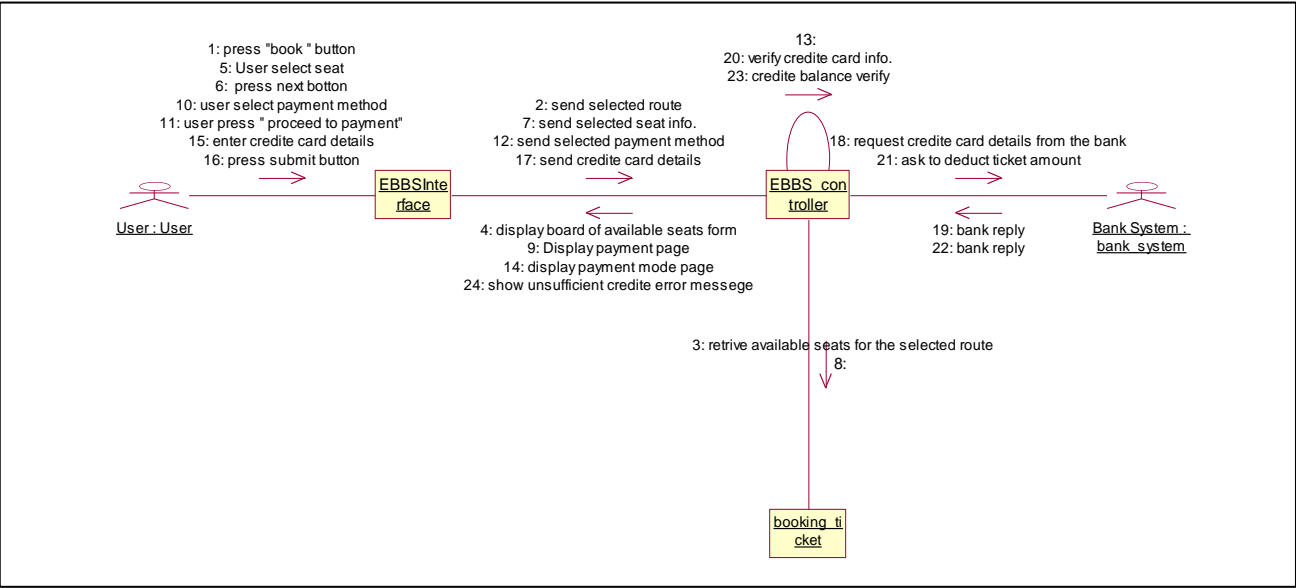 1: press "book " button
5: User select seat
6: press next botton
10: user select payment method
11: user press " proceed to payment"
15: enter credite card details
16: press submit button
User : User
EBBSInte
rface
2: send selected route
7: send selected seat info.
12: send selected payment method
17: send credite card details
4: display board of available seats form
9: Display payment page
14: display payment mode page
24: show unsufficient credite error messege
13:
20: verify credite card info.
23: credite balance verify
EBBS_con
troller
18: request credite card details from the bank
21: ask to deduct ticket amount
19: bank reply
22: bank reply
Bank System :
bank_system
3: retrive available seats for the selected route
8:
booking_ti
cket